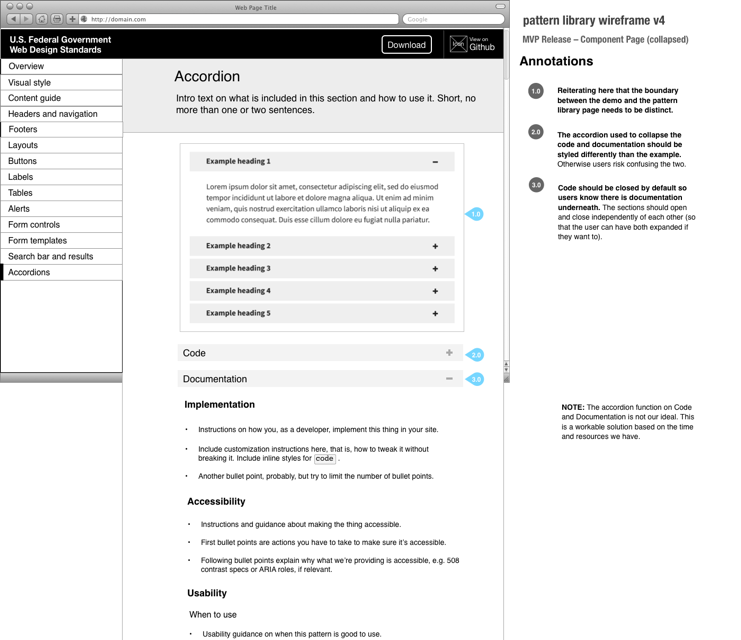 Web Page Title
http://domain.com
Google
U.S. Federal Government
Web Design Standards
Download
View on
Github
Overview
Visual style
Content guide
Headers and navigation
Footers
Layouts
Buttons
Labels
Tables
Alerts
Form controls
Form templates
Search bar and results
Accordions
Accordion
Intro text on what is included in this section and how to use it. Short, no
more than one or two sentences.
Example heading 1
Lorem ipsum dolor sit amet, consectetur adipiscing elit, sed do eiusmod
tempor incididunt ut labore et dolore magna aliqua. Ut enim ad minim
veniam, quis nostrud exercitation ullamco laboris nisi ut aliquip ex ea
commodo consequat. Duis esse cillum dolore eu fugiat nulla pariatur.
1.0
Example heading 2
Example heading 3
Example heading 4
Example heading 5
Code
3.0
Documentation
3.0
Implementation
• Instructions on how you, as a developer, implement this thing in your site.
• Include customization instructions here, that is, how to tweak it without
breaking it. Include inline styles for code .
• Another bullet point, probably, but try to limit the number of bullet points.
Accessibility
• Instructions and guidance about making the thing accessible.
• First bullet points are actions you have to take to make sure it's accessible.
• Following bullet points explain why what we're providing is accessible, e.g. 508
contrast specs or ARIA roles, if relevant.
Usability
When to use
• Usability guidance on when this pattern is good to use.
pattern library wireframe v4
MVP Release – Component Page (collapsed)
Annotations
1.0
Reiterating here that the boundary
between the demo and the pattern
library page needs to be distinct.
2.0
The accordion used to collapse the
code and documentation should be
styled differently than the example.
Otherwise users risk confusing the two.
3.0
Code should be closed by default so
users know there is documentation
underneath. The sections should open
and close independently of each other (so
that the user can have both expanded if
they want to).
NOTE: The accordion function on Code
and Documentation is not our ideal. This
is a workable solution based on the time
and resources we have.